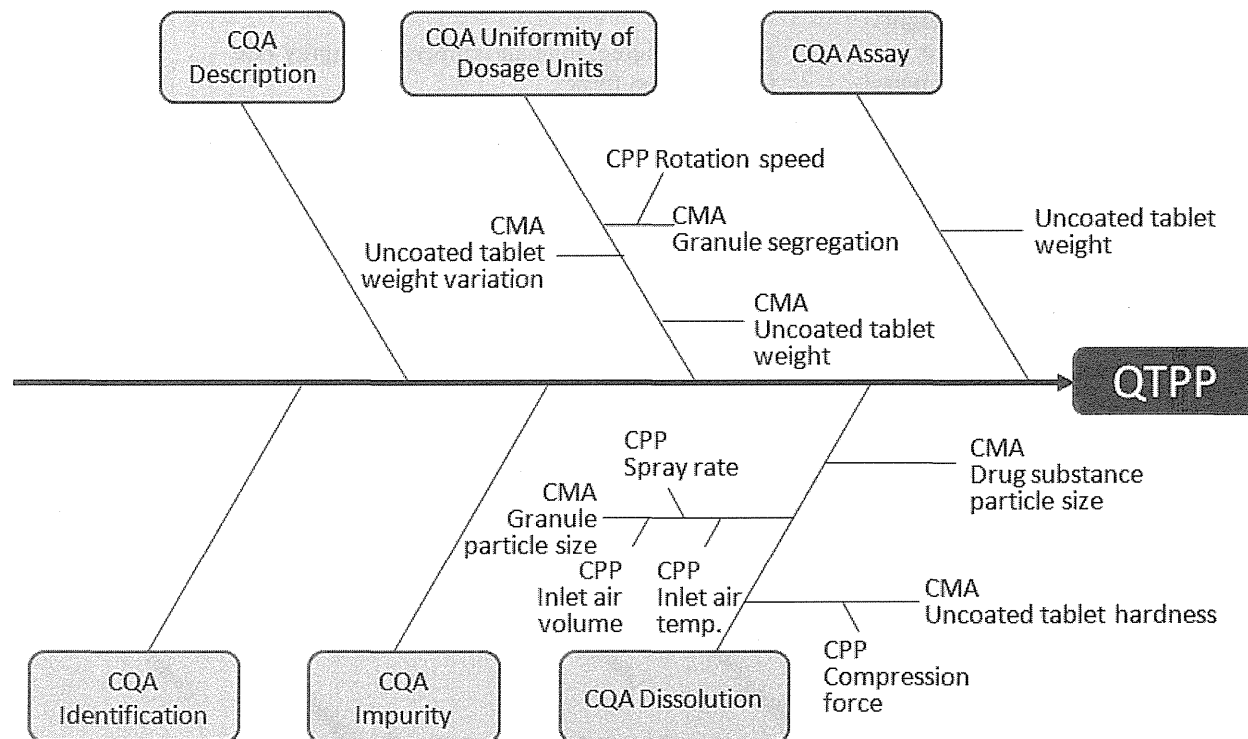 CQA
Description
CQA Uniformity of
Dosage Units
CQA Assay
CPP Rotation speed
CMA
Granule segregation
CMA
Uncoated tablet
weight variation
Uncoated tablet
weight
CMA
Uncoated tablet
weight
QTPP
CPP
Spray rate
CMA
Drug substance
particle size
CMA
Granule
particle size
CPP
Inlet air
volume
CPP
Inlet air
temp.
CMA
Uncoated tablet hardness
CPP
Compression
force
CQA
Identification
CQA
Impurity
CQA Dissolution